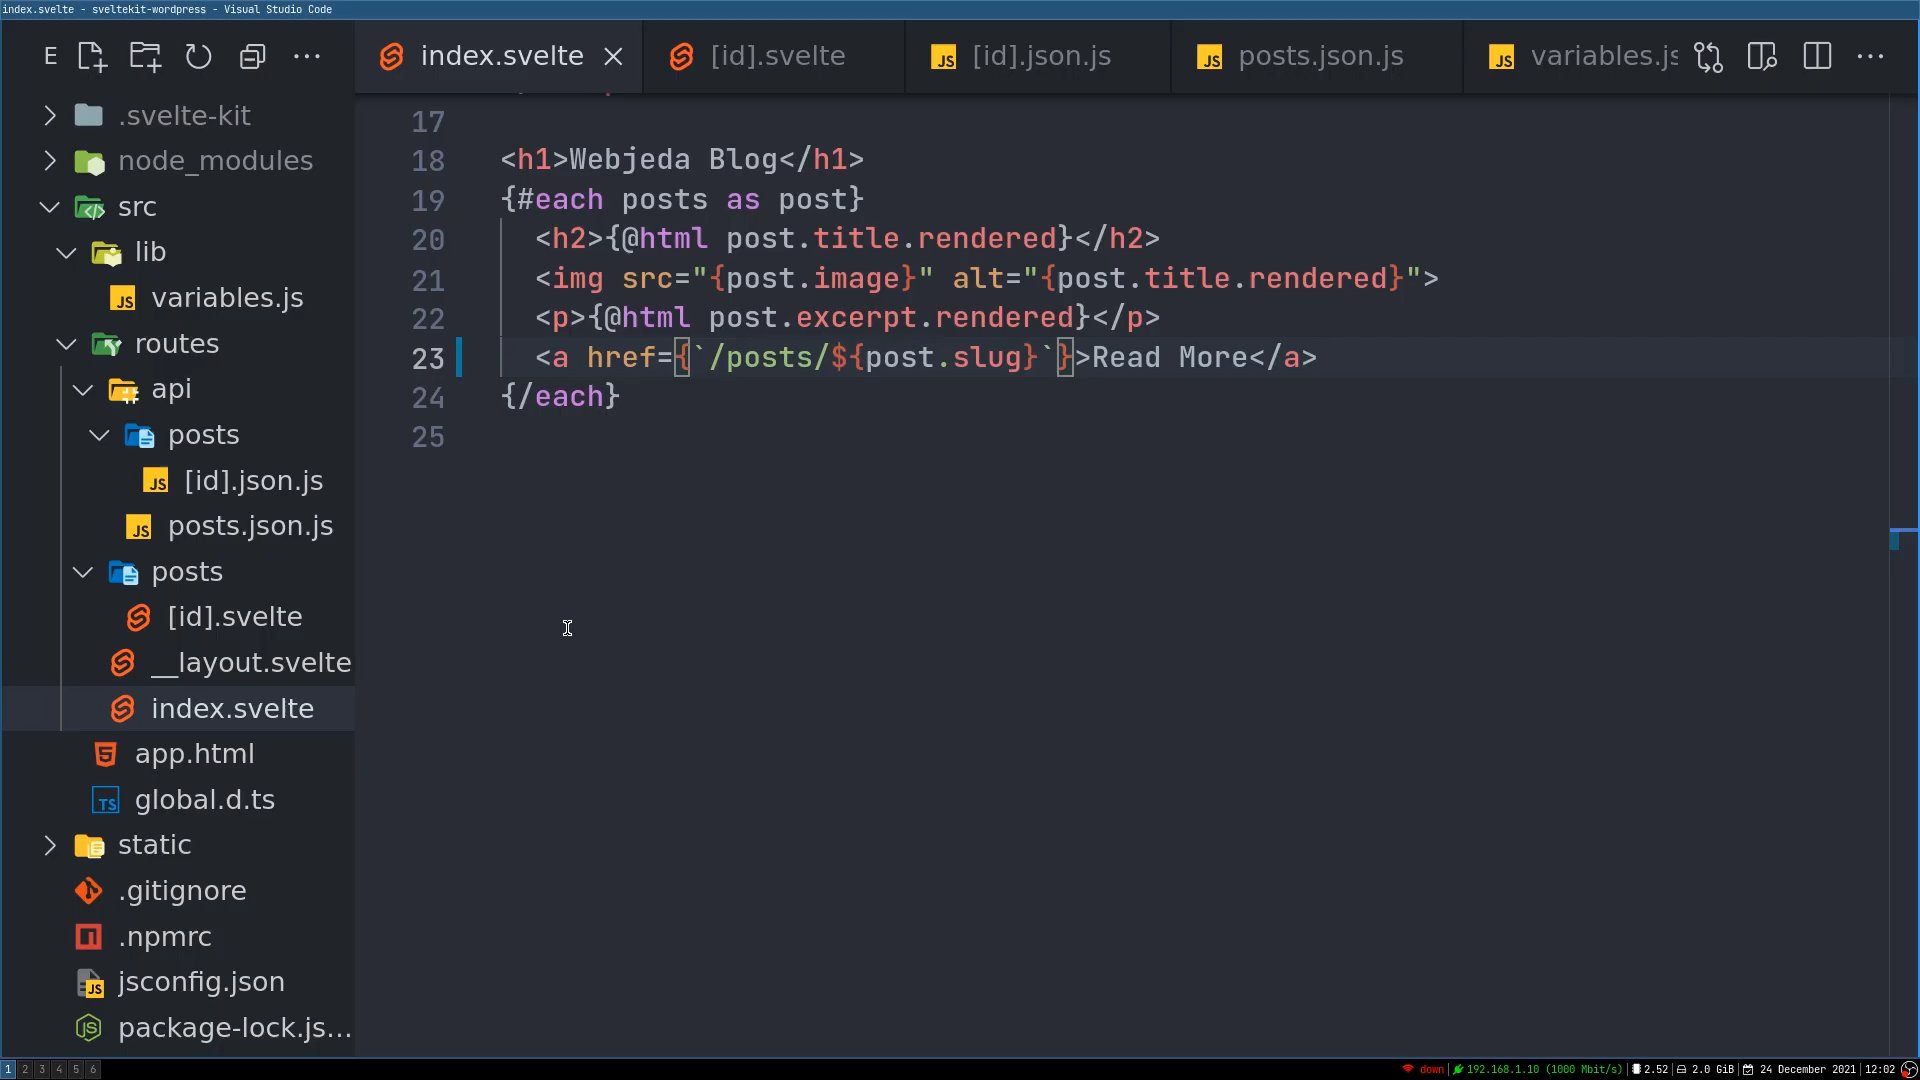 index.svelte - sveltekit-wordpress - Visual Studio Code
E
index.svelte
[id].svelte
[id].json.js
posts.json.js
variables.js
.svelte-kit
node_modules
src
lib
variables.js
routes
api
posts
[id].json.js
posts.json.js
posts
[id].svelte
__layout.svelte
index.svelte
app.html
global.d.ts
static
.gitignore
.npmrc
jsconfig.json
package-lock.js...
17
18 <h1>Webjeda Blog</h1>
19 {#each posts as post}
20 <h2>{@html post.title.rendered}</h2>
21 <img src="{post.image}" alt="{post.title.rendered}">
22 <p>{@html post.excerpt.rendered}</p>
23 <a href={`/posts/${post.slug}`}>Read More</a>
24 {/each}
25
1 2 3 4 5 6
down | 192.168.1.10 (1000 Mbit/s) | 2.52 | 2.0 GiB | 24 December 2021 | 12:02